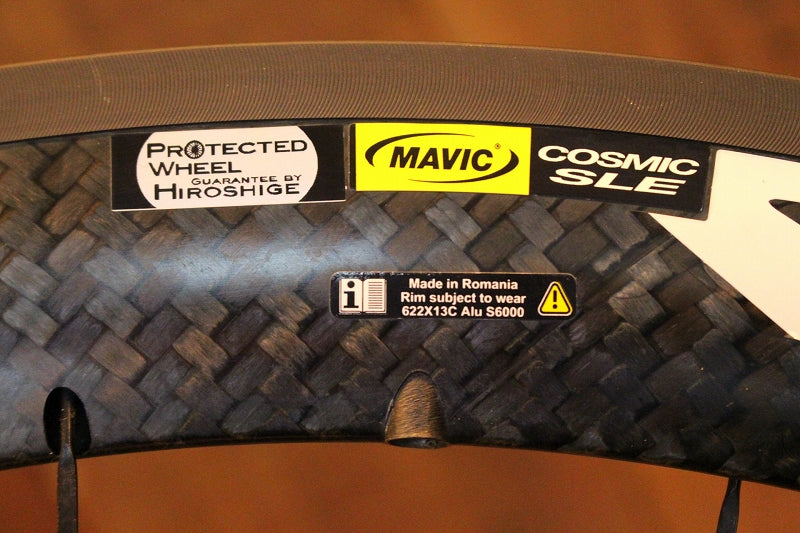 PROTECTED
WHEEL
GUARANTEE BY
HIROSHIGE
MAVIC®
COSMIC
SLE
i
Made in Romania
Rim subject to wear
622X13C Alu S6000
!